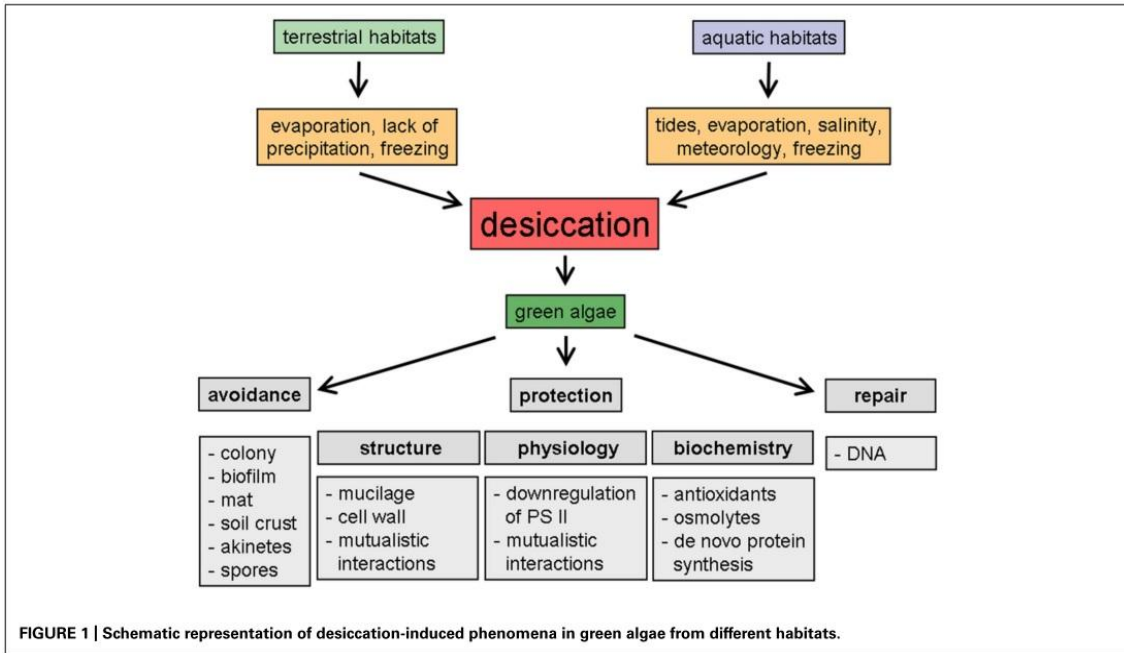 terrestrial habitats
aquatic habitats
evaporation, lack of
precipitation, freezing
tides, evaporation, salinity,
meteorology, freezing
desiccation
green algae
avoidance
protection
repair
- colony
- biofilm
- mat
- soil crust
- akinetes
- spores
structure
- mucilage
- cell wall
- mutualistic
interactions
physiology
- downregulation
of PS II
- mutualistic
interactions
biochemistry
- antioxidants
- osmolytes
- de novo protein
synthesis
- DNA
FIGURE 1 | Schematic representation of desiccation-induced phenomena in green algae from different habitats.